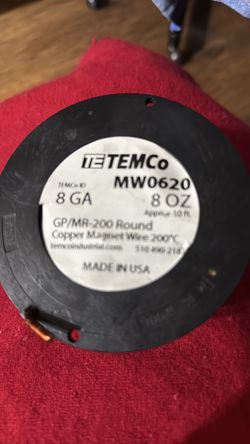 TE TEMCo
TEMCo ID MW0620
8 GA 8 OZ
Approx 10 ft.
GP/MR-200 Round
Copper Magnet Wire 200°C
temcoindustrial.com
MADE IN USA